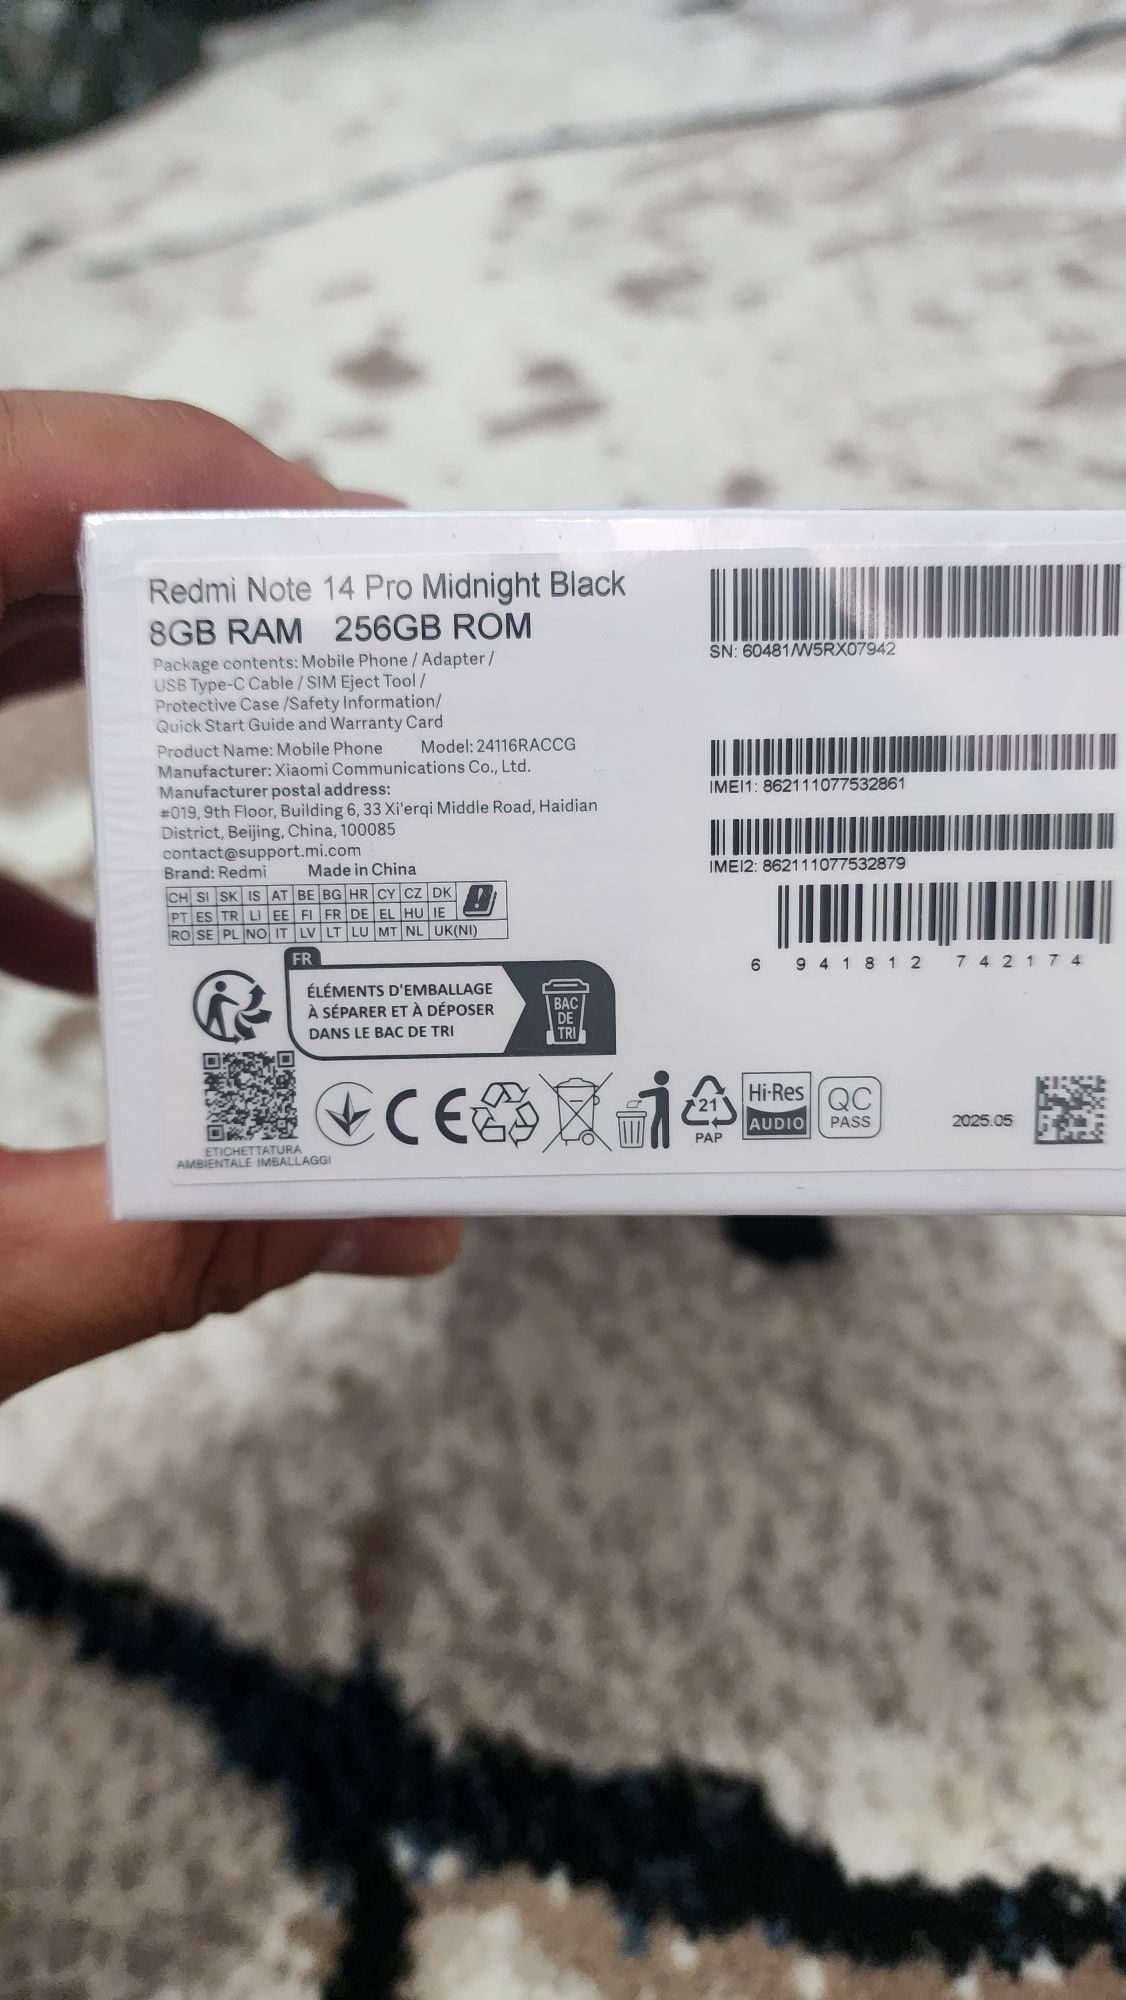 Redmi Note 14 Pro Midnight Black
8GB RAM 256GB ROM
Package contents: Mobile Phone / Adapter /
USB Type-C Cable / SIM Eject Tool /
Protective Case /Safety Information/
Quick Start Guide and Warranty Card
Product Name: Mobile Phone Model: 24116RACCG
Manufacturer: Xiaomi Communications Co., Ltd.
Manufacturer postal address:
#019, 9th Floor, Building 6, 33 Xi'erqi Middle Road, Haidian
District, Beijing, China, 100085
contact@support.mi.com
Brand: Redmi Made in China
CH SI SK IS AT BE BG HR CY CZ DK
PT ES TR LI EE FI FR DE EL HU IE
RO SE PL NO IT LV LT LU MT NL UK(NI)
FR
ÉLÉMENTS D'EMBALLAGE
À SÉPARER ET À DÉPOSER
DANS LE BAC DE TRI
BAC
DE
TRI
ETICHETTATURA
AMBIENTALE IMBALLAGGI
CE
21
PAP
Hi-Res
AUDIO
QC
PASS
2025.05
SN: 60481/W5RX07942
IMEI1: 862111077532861
IMEI2: 862111077532879
6 941812 742174